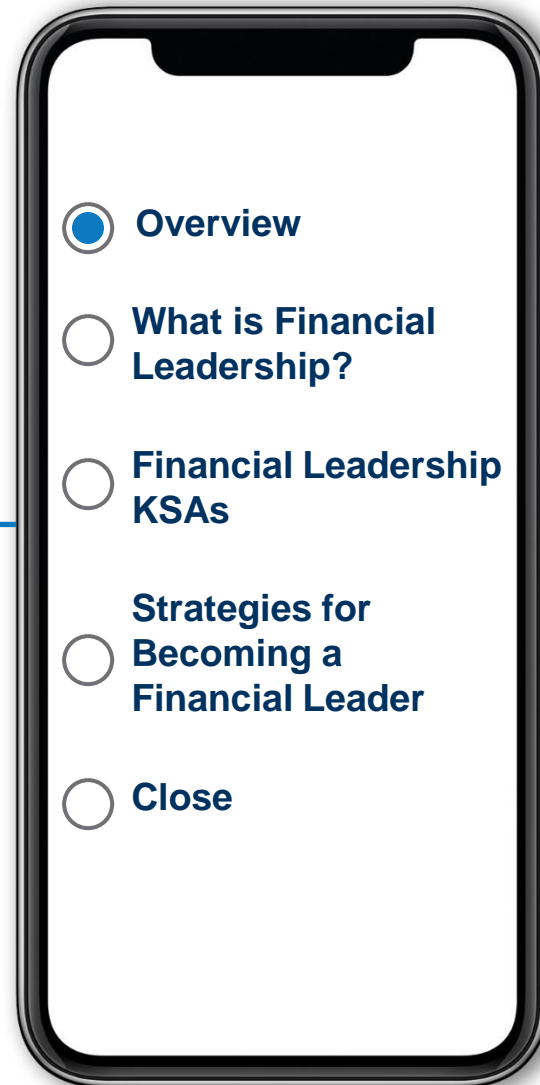 Overview
What is Financial
Leadership?
Financial Leadership
KSAs
Strategies for
Becoming a
Financial Leader
Close